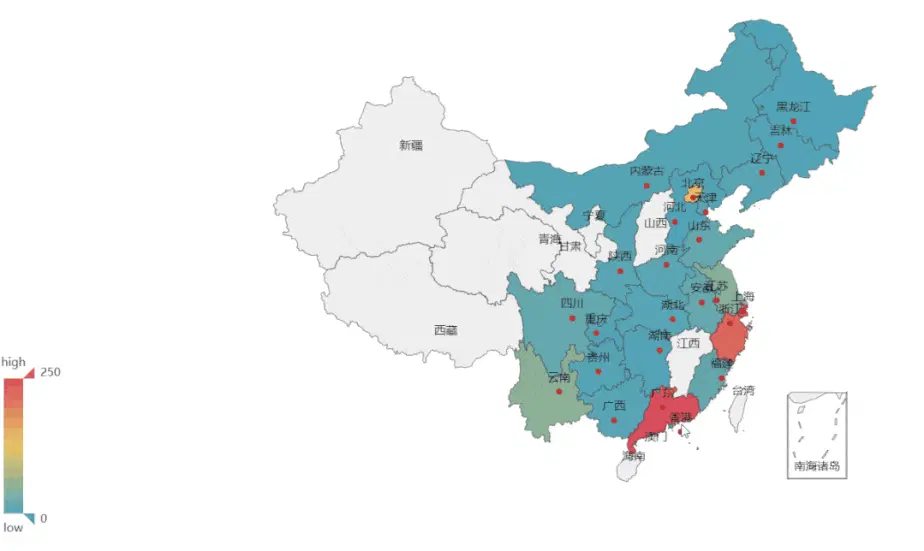 黑龙江
吉林
新疆
辽宁
内蒙古
北京
天津
河北
宁夏
山西
山东
青海
甘肃
陕西
河南
安徽
江苏
上海
四川
湖北
浙江
西藏
重庆
湖南
江西
贵州
福建
high
250
云南
台湾
广东
广西
香港
澳门
海南
南海诸岛
0
low